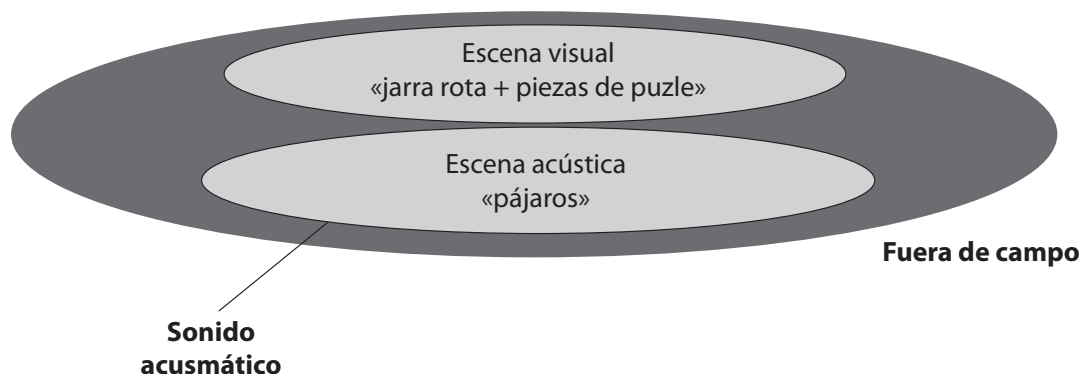 Escena visual
«jarra rota + piezas de puzle»
Escena acústica
«pájaros»
Fuera de campo
Sonido
acusmático